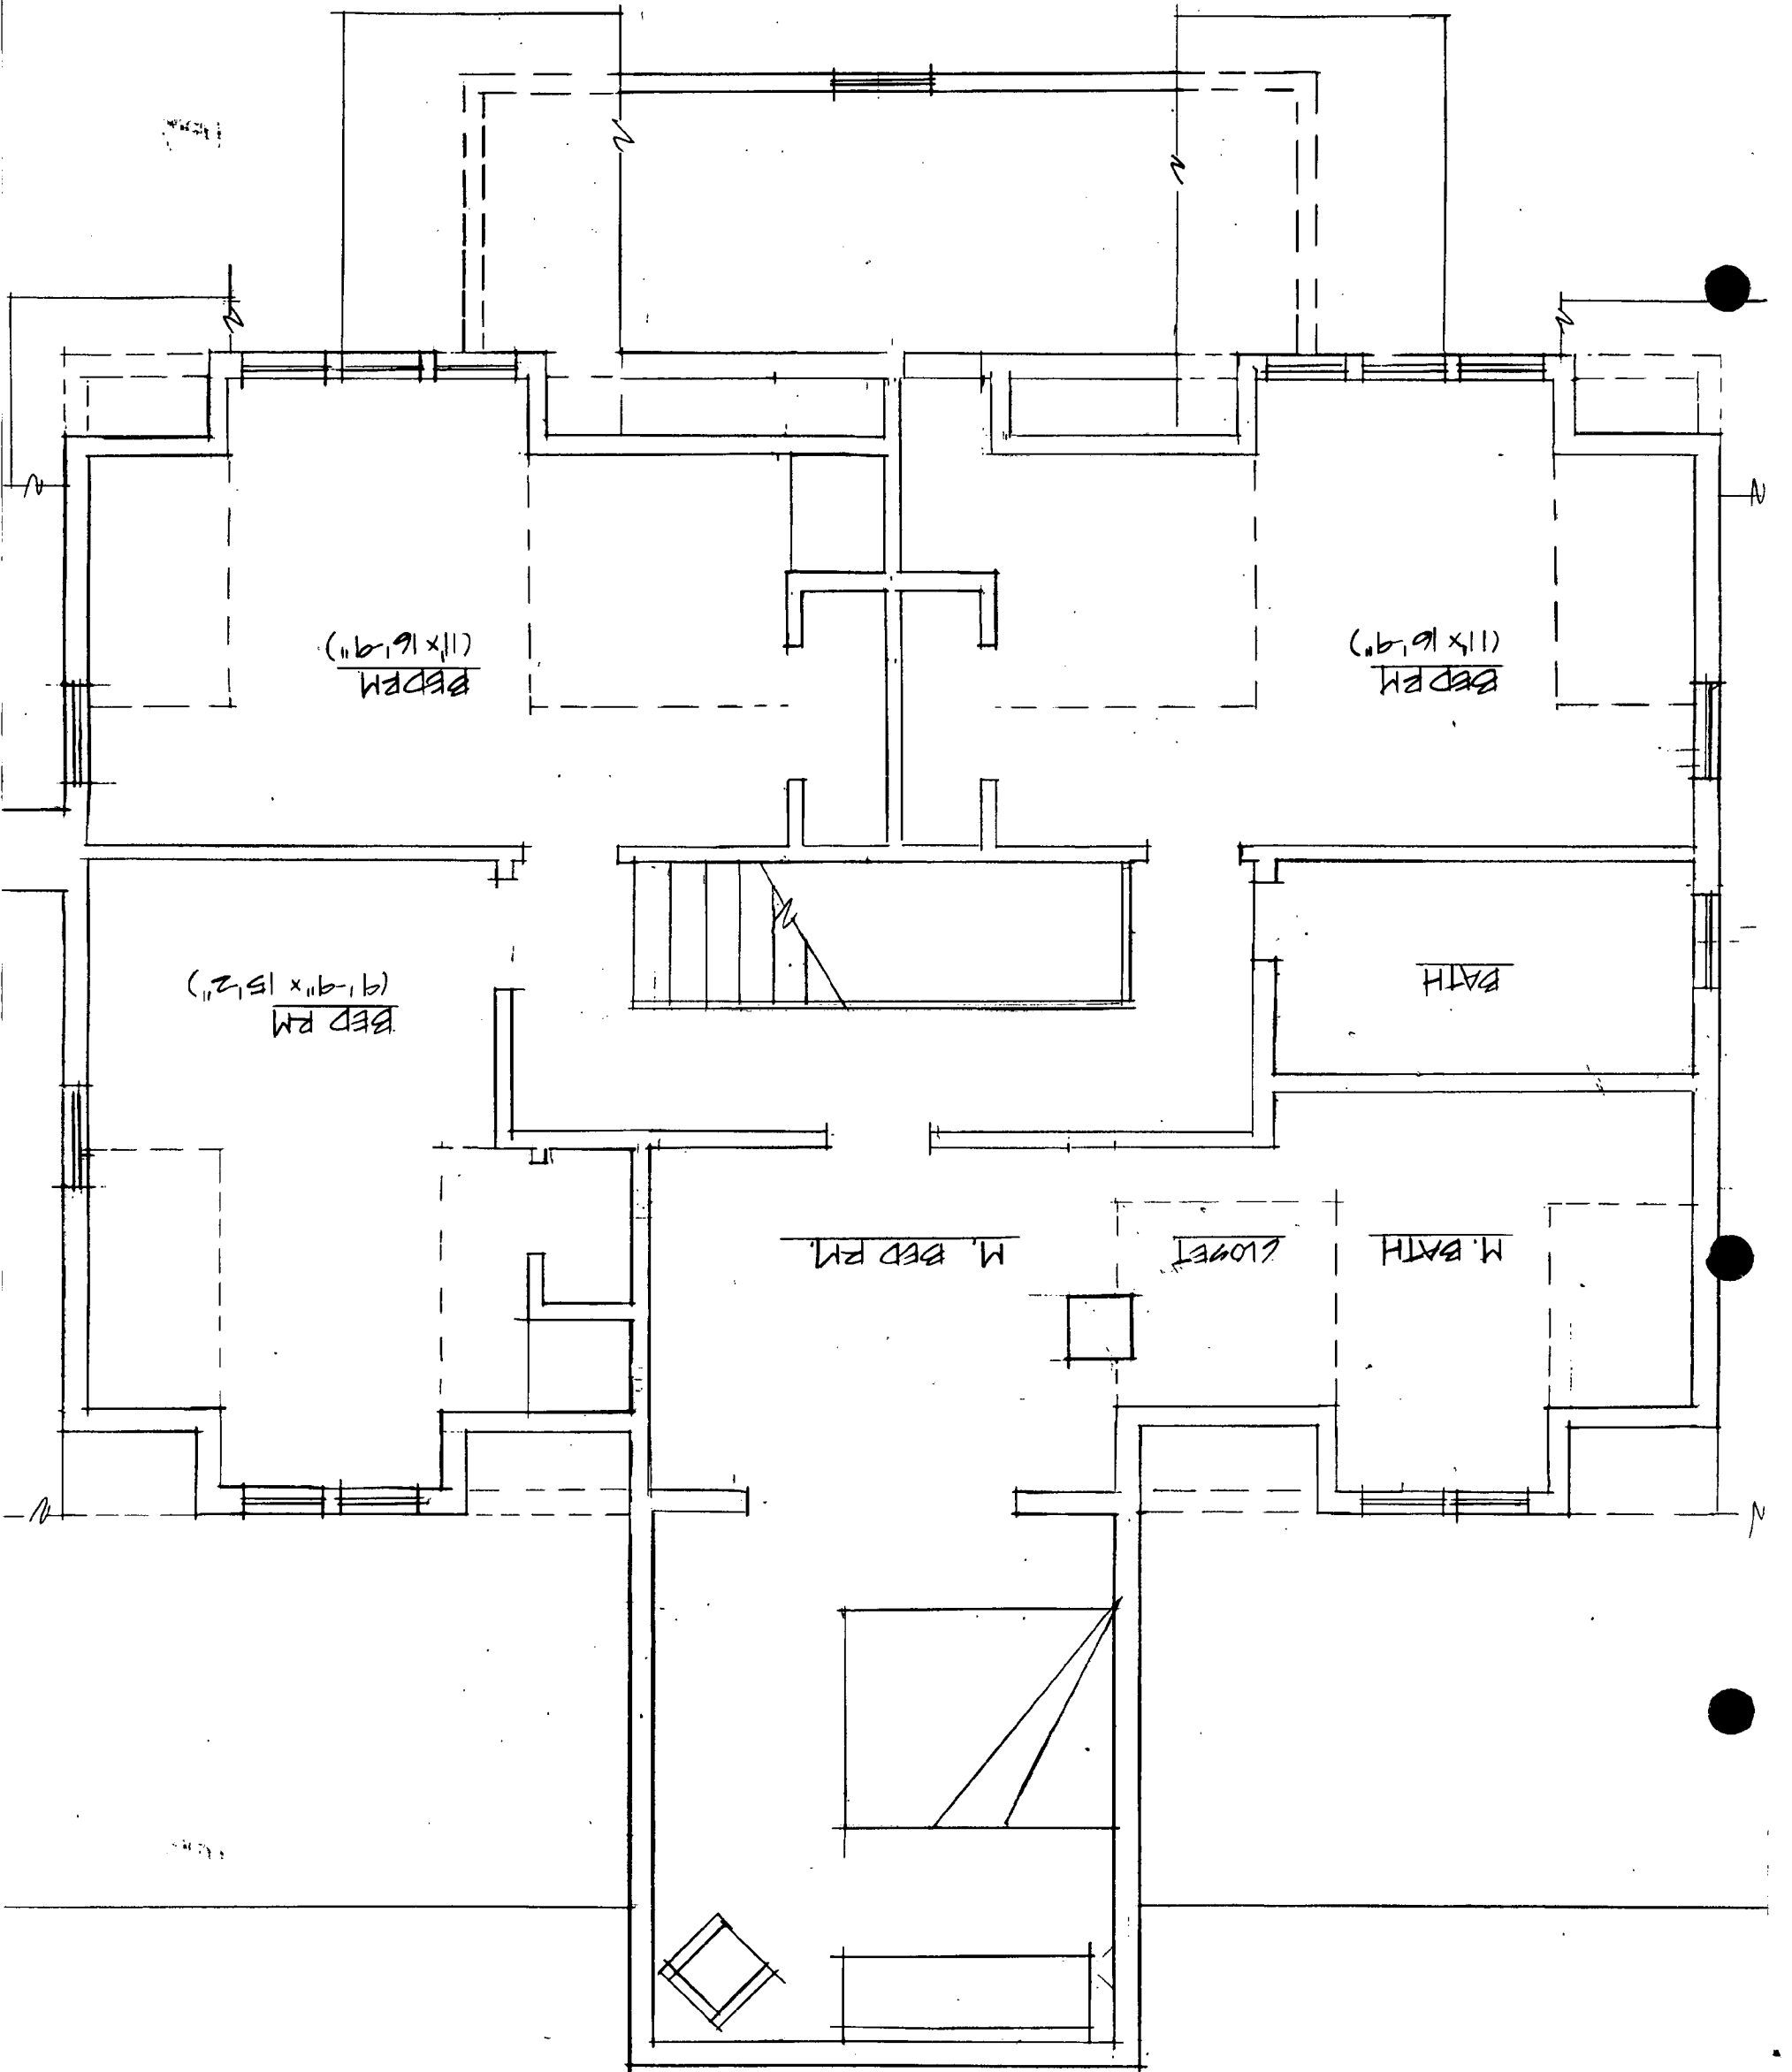 M. BATH
CLOSET
M. BED RM.
BATH
BED RM
(9'-9" x 15'2")
BED RM
(11' x 16'-9")
BED RM
(11' x 16'-9")